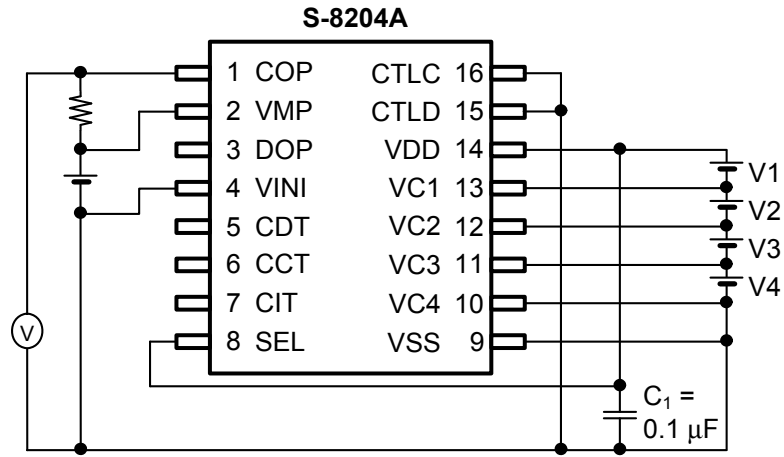 S-8204A
1 COP CTLC 16
2 VMP CTLD 15
3 DOP VDD 14
4 VINI VC1 13
5 CDT VC2 12
6 CCT VC3 11
7 CIT VC4 10
8 SEL VSS 9
V1
V2
V3
V4
V
C₁ =
0.1 μF